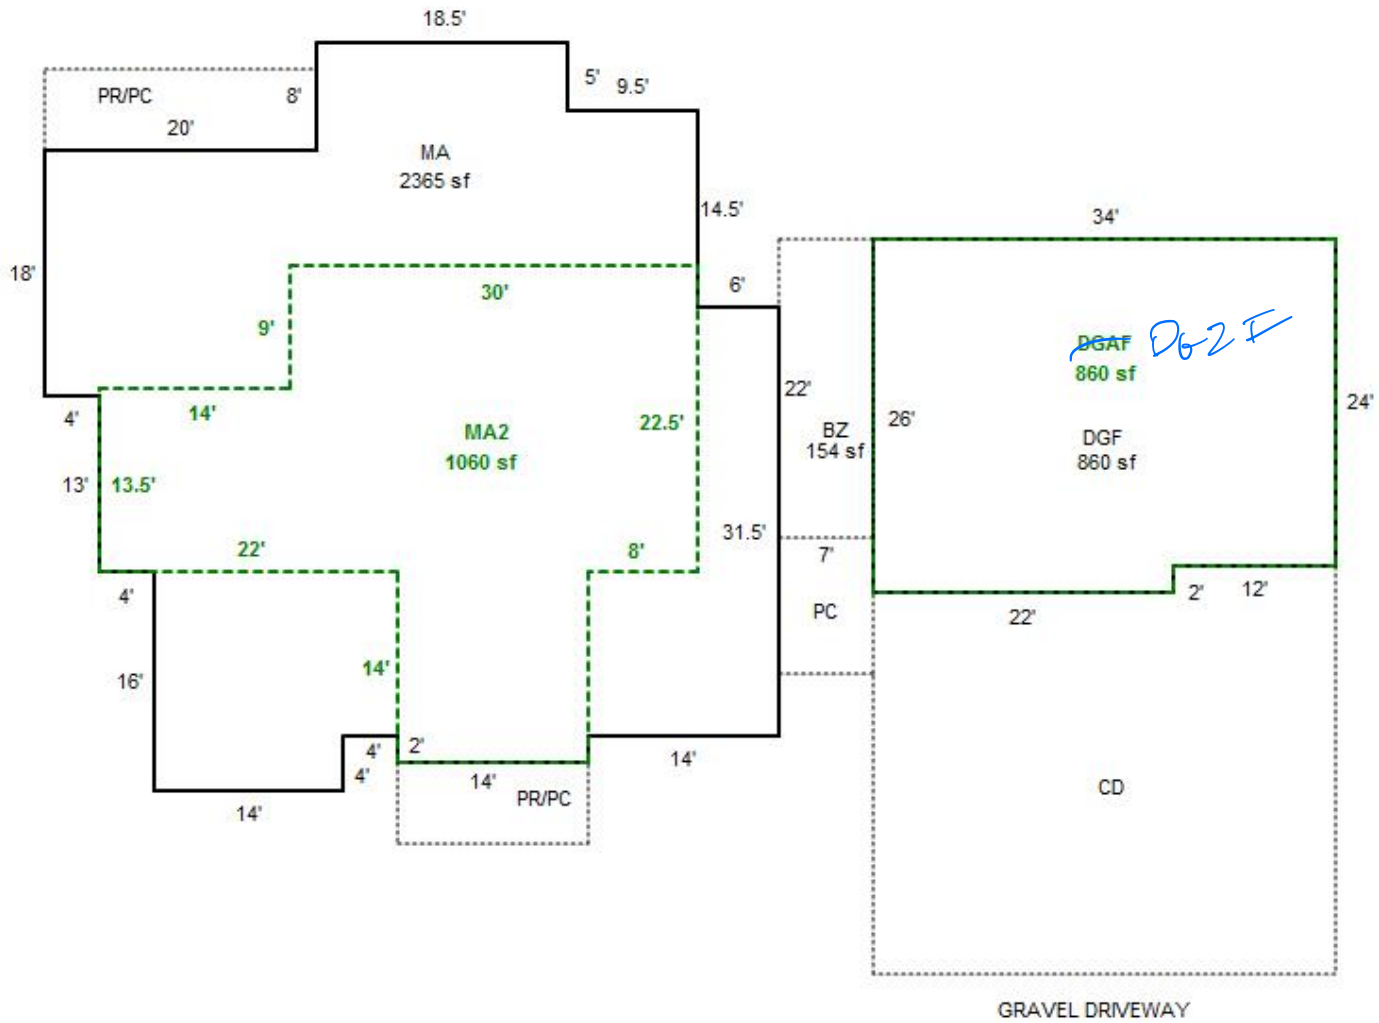 18.5'
5'
9.5'
PR/PC
8'
20'
MA
2365 sf
14.5'
34'
18'
6'
30'
9'
DGAF DG2F
860 sf
22'
24'
4'
14'
26'
22.5'
BZ
154 sf
MA2
1060 sf
DGF
860 sf
13'
13.5'
31.5'
22'
8'
7'
4'
2'
12'
PC
22'
14'
16'
4'
2'
14'
4'
14'
PR/PC
14'
CD
GRAVEL DRIVEWAY